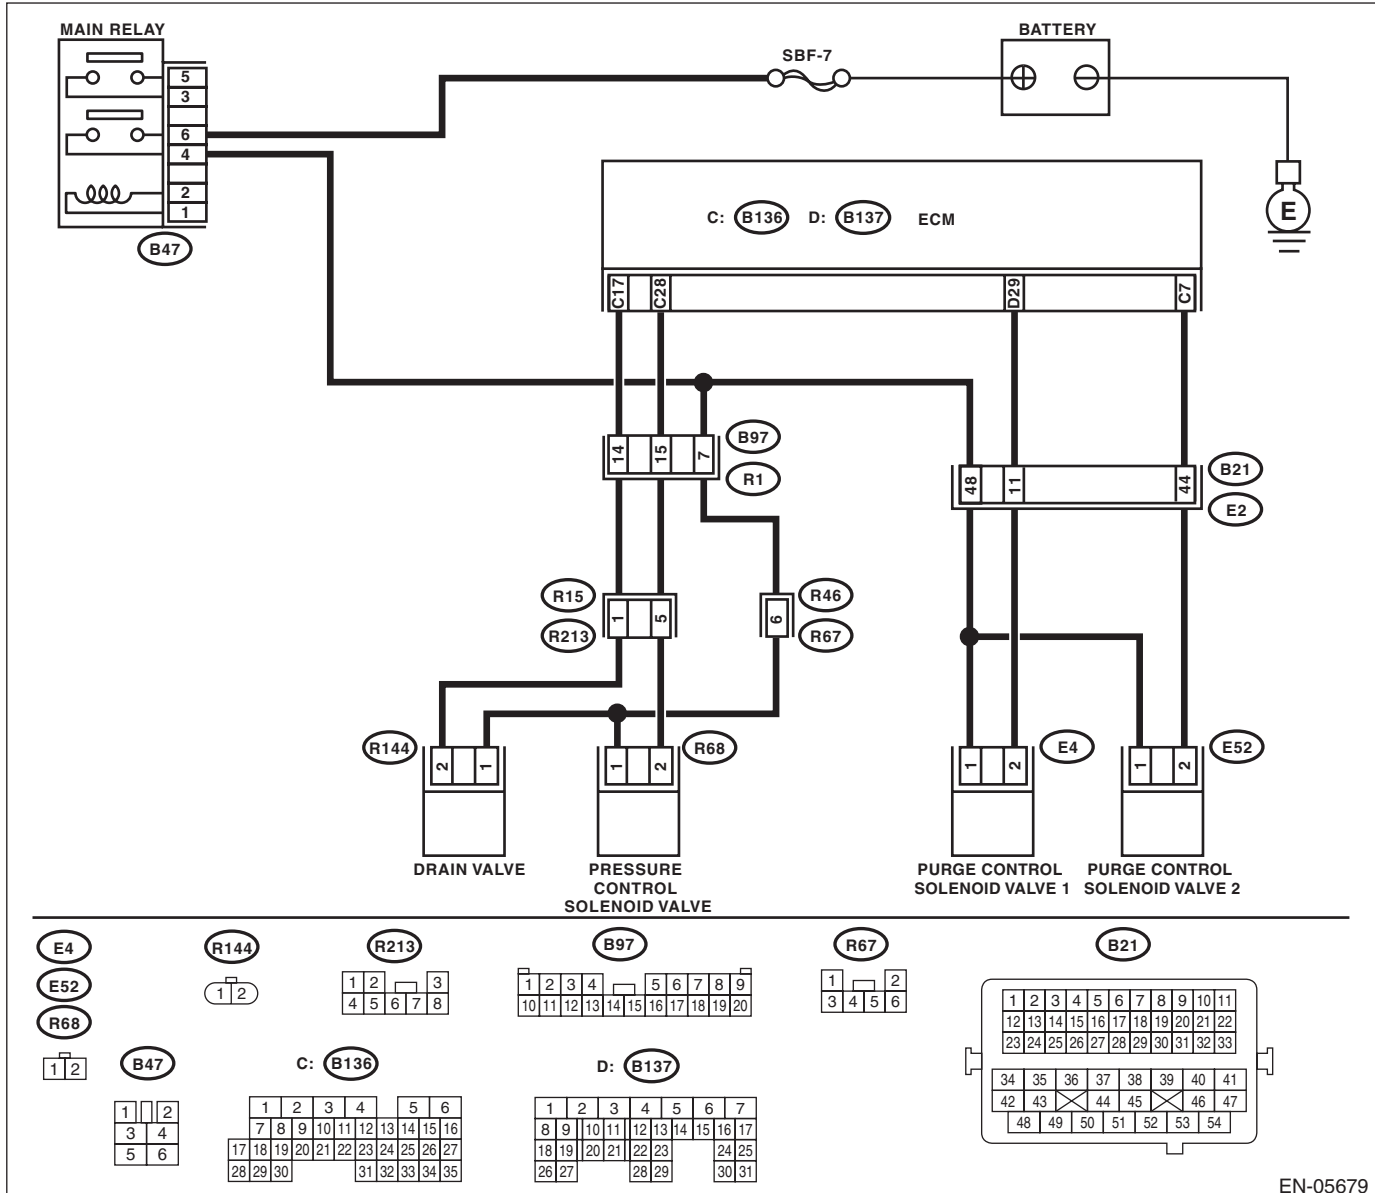 MAIN RELAY
BATTERY
SBF-7
5
3
6
4
2
1
B47
E
C: B136 D: B137 ECM
C17 C28 D29 C7
14 15 7
B97
R1
48 11 44
B21
E2
R15
R213
1 5
6
R46
R67
R144
2 1
1 2
R68
1 2
E4
1 2
E52
DRAIN VALVE
PRESSURE
CONTROL
SOLENOID VALVE
PURGE CONTROL
SOLENOID VALVE 1
PURGE CONTROL
SOLENOID VALVE 2
E4
E52
R68
1 2
R144
1 2
R213
1 2 3
4 5 6 7 8
B97
1 2 3 4 5 6 7 8 9
10 11 12 13 14 15 16 17 18 19 20
R67
1 2
3 4 5 6
B21
1 2 3 4 5 6 7 8 9 10 11
12 13 14 15 16 17 18 19 20 21 22
23 24 25 26 27 28 29 30 31 32 33
34 35 36 37 38 39 40 41
42 43 44 45 46 47
48 49 50 51 52 53 54
B47
1 2
3 4
5 6
C: B136
1 2 3 4 5 6
7 8 9 10 11 12 13 14 15 16
17 18 19 20 21 22 23 24 25 26 27
28 29 30 31 32 33 34 35
D: B137
1 2 3 4 5 6 7
8 9 10 11 12 13 14 15 16 17
18 19 20 21 22 23 24 25
26 27 28 29 30 31
EN-05679